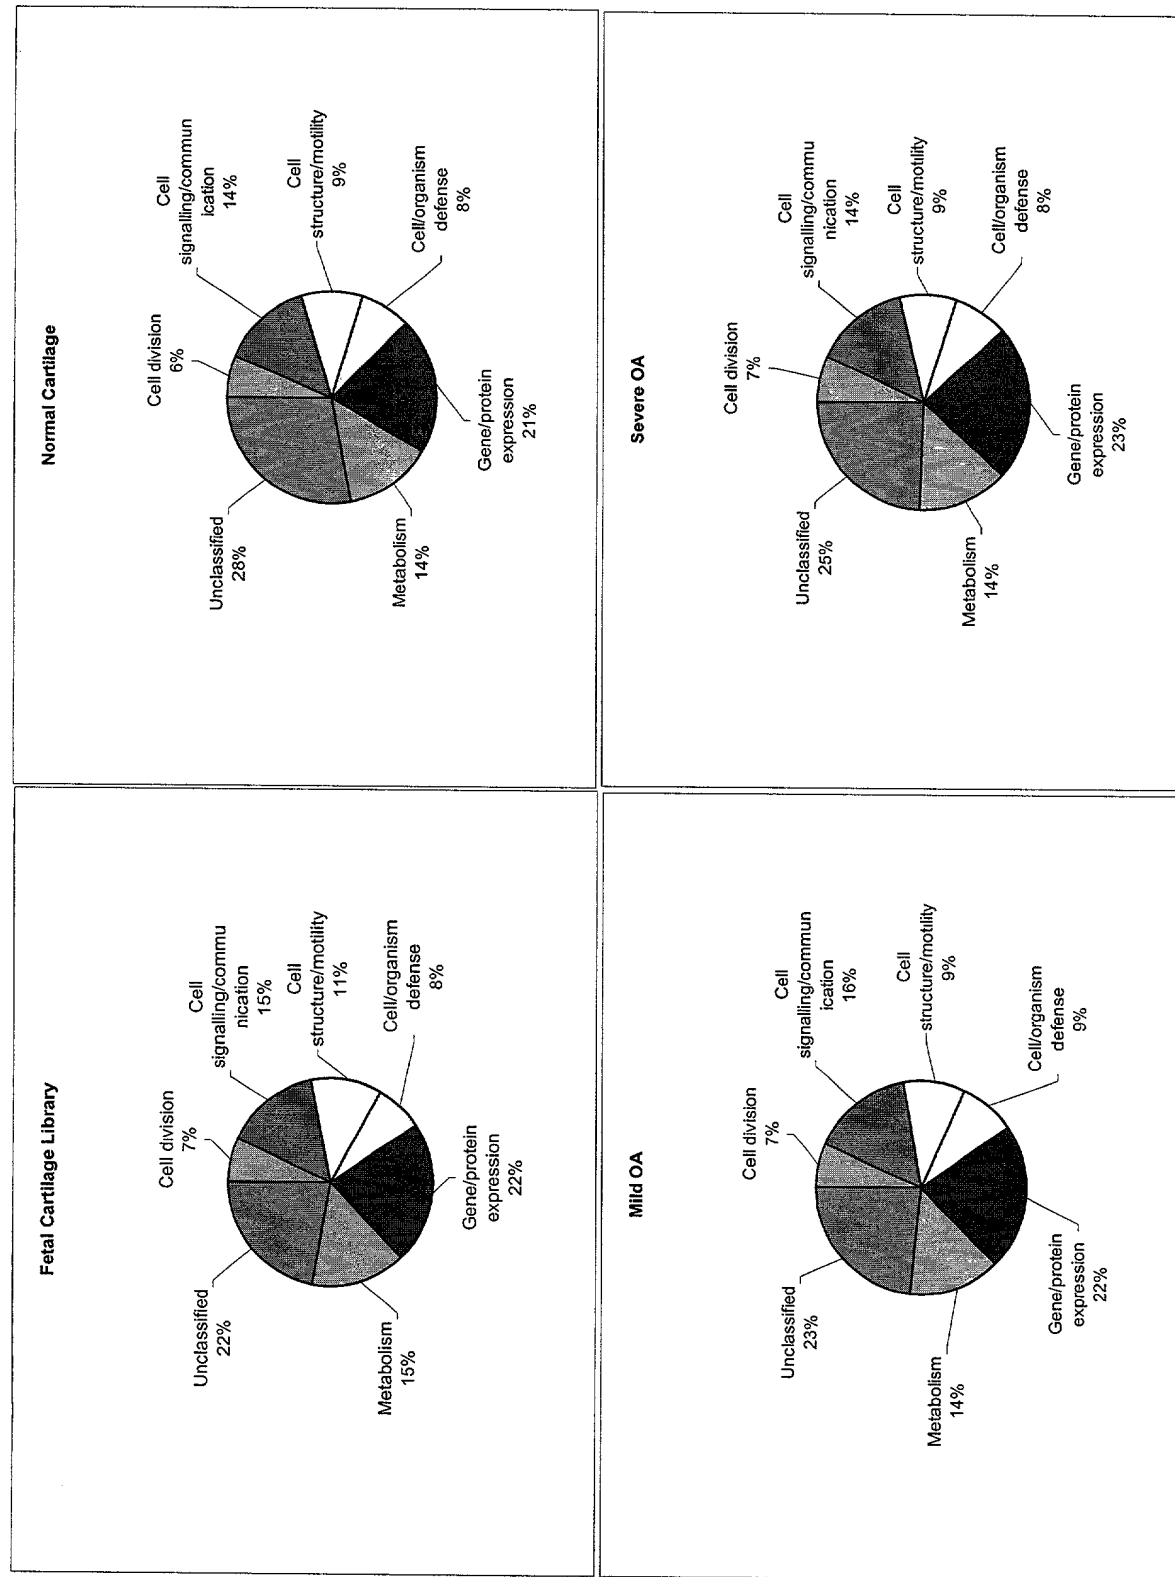 Fetal Cartilage Library
Cell division
7%
Cell
signalling/commu
nication
15%
Cell
structure/motility
11%
Cell/organism
defense
8%
Gene/protein
expression
22%
Metabolism
15%
Unclassified
22%
Normal Cartilage
Cell division
6%
Cell
signalling/commun
ication
14%
Cell
structure/motility
9%
Cell/organism
defense
8%
Gene/protein
expression
21%
Metabolism
14%
Unclassified
28%
Mild OA
Cell division
7%
Cell
signalling/commun
ication
16%
Cell
structure/motility
9%
Cell/organism
defense
9%
Gene/protein
expression
22%
Metabolism
14%
Unclassified
23%
Severe OA
Cell division
7%
Cell
signalling/commu
nication
14%
Cell
structure/motility
9%
Cell/organism
defense
8%
Gene/protein
expression
23%
Metabolism
14%
Unclassified
25%